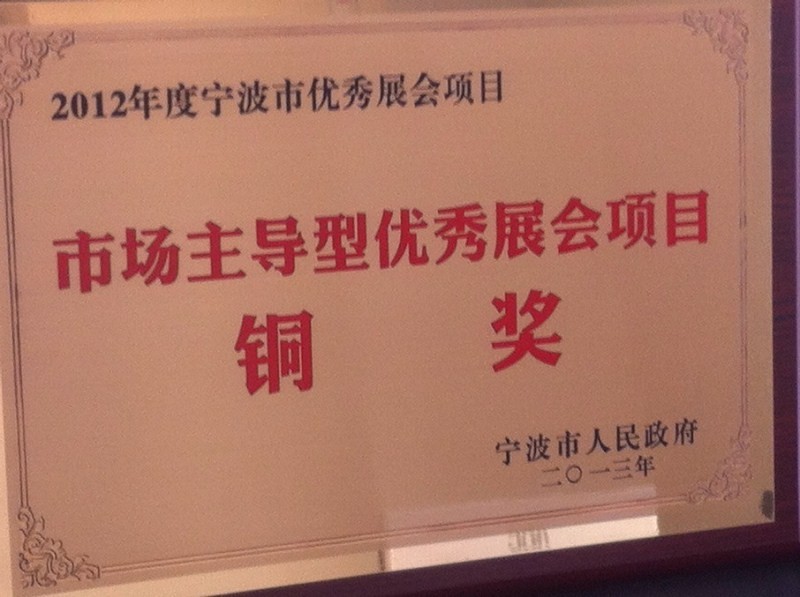 2012年度宁波市优秀展会项目
市场主导型优秀展会项目
铜 奖
宁波市人民政府
二〇一三年